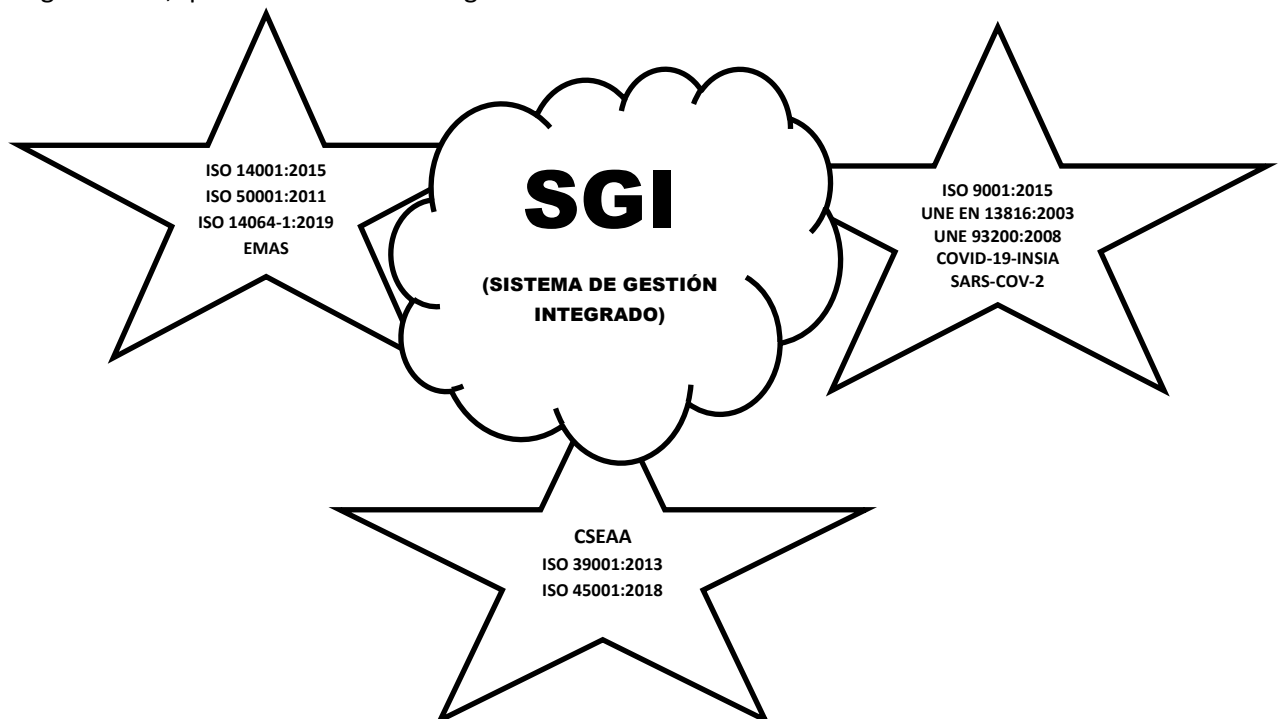 ISO 14001:2015
ISO 50001:2011
ISO 14064-1:2019
EMAS
SGI
(SISTEMA DE GESTIÓN
INTEGRADO)
ISO 9001:2015
UNE EN 13816:2003
UNE 93200:2008
COVID-19-INSIA
SARS-COV-2
CSEAA
ISO 39001:2013
ISO 45001:2018